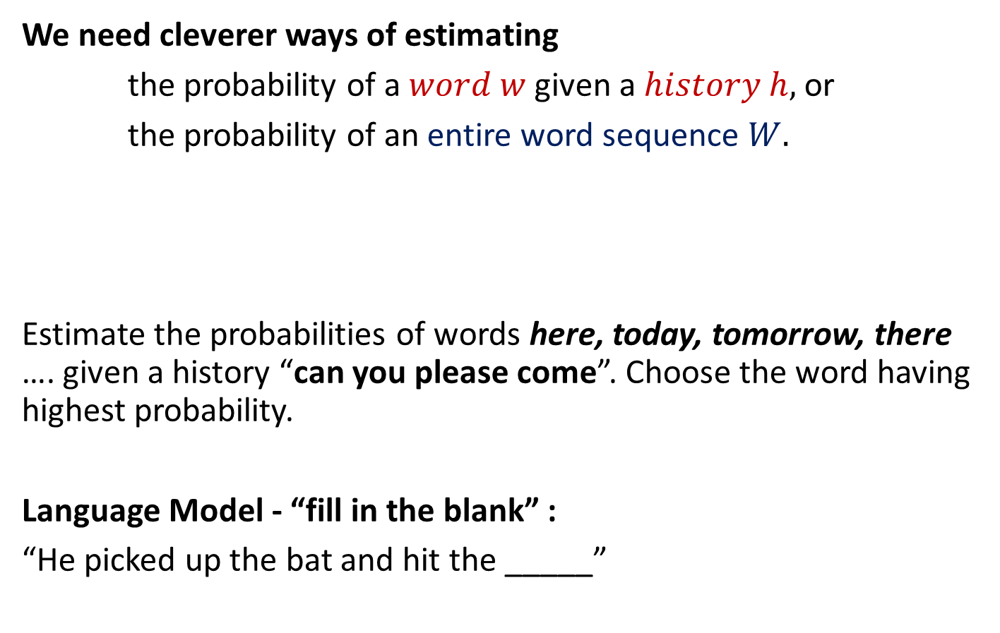 We need cleverer ways of estimating
the probability of a word w given a history h, or
the probability of an entire word sequence W.
Estimate the probabilities of words here, today, tomorrow, there
.... given a history “can you please come”. Choose the word having
highest probability.
Language Model - “fill in the blank” :
“He picked up the bat and hit the _____”